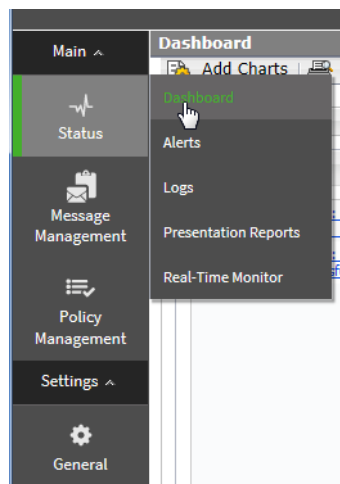 Main
Dashboard
Add Charts
Status
Dashboard
Alerts
Logs
Presentation Reports
Real-Time Monitor
Message
Management
Policy
Management
Settings
General